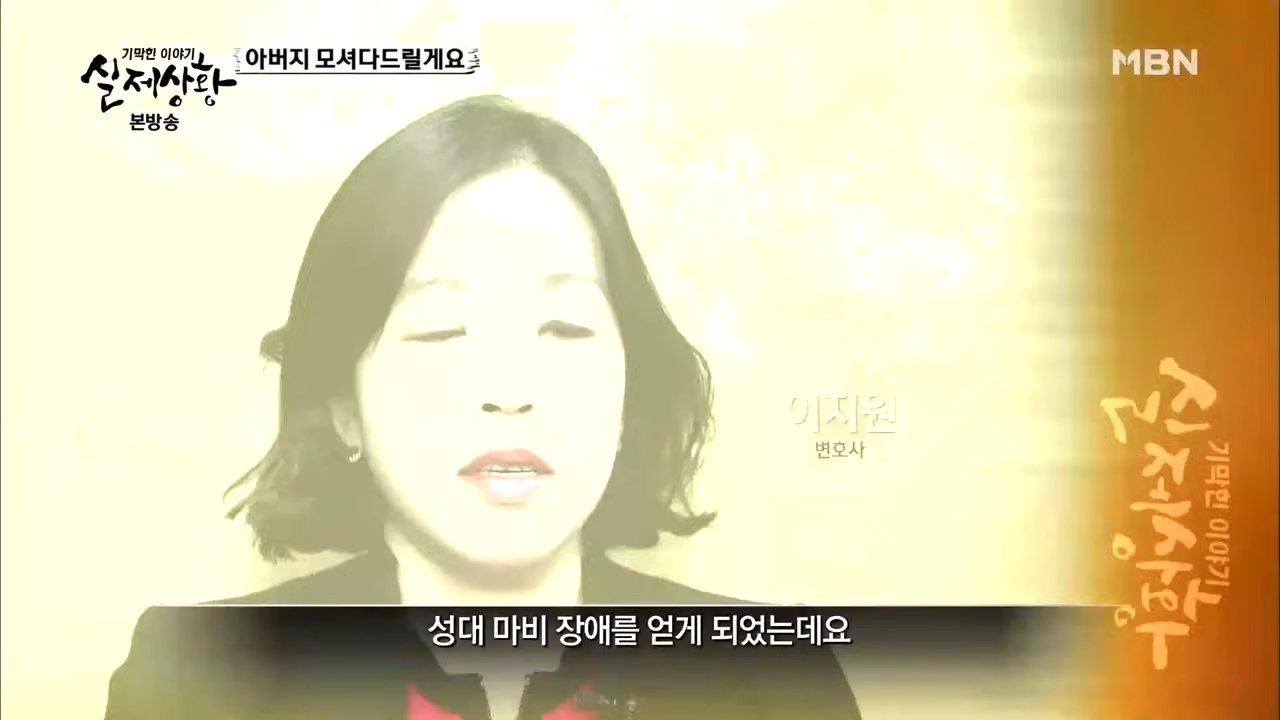 기막힌 이야기
실제상황
본방송
아버지 모셔다드릴게요
MBN
이지원
변호사
기막힌 이야기
실제상황
성대 마비 장애를 얻게 되었는데요